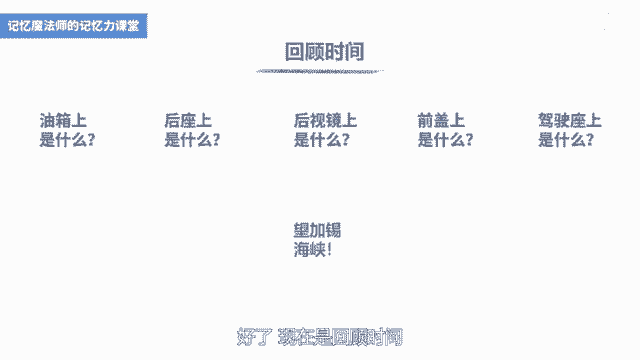 记忆魔法师的记忆力课堂
回顾时间
油箱上
是什么?
后座上
是什么?
后视镜上
是什么?
前盖上
是什么?
驾驶座上
是什么?
望加锡
海峡!
好了 现在是回顾时间